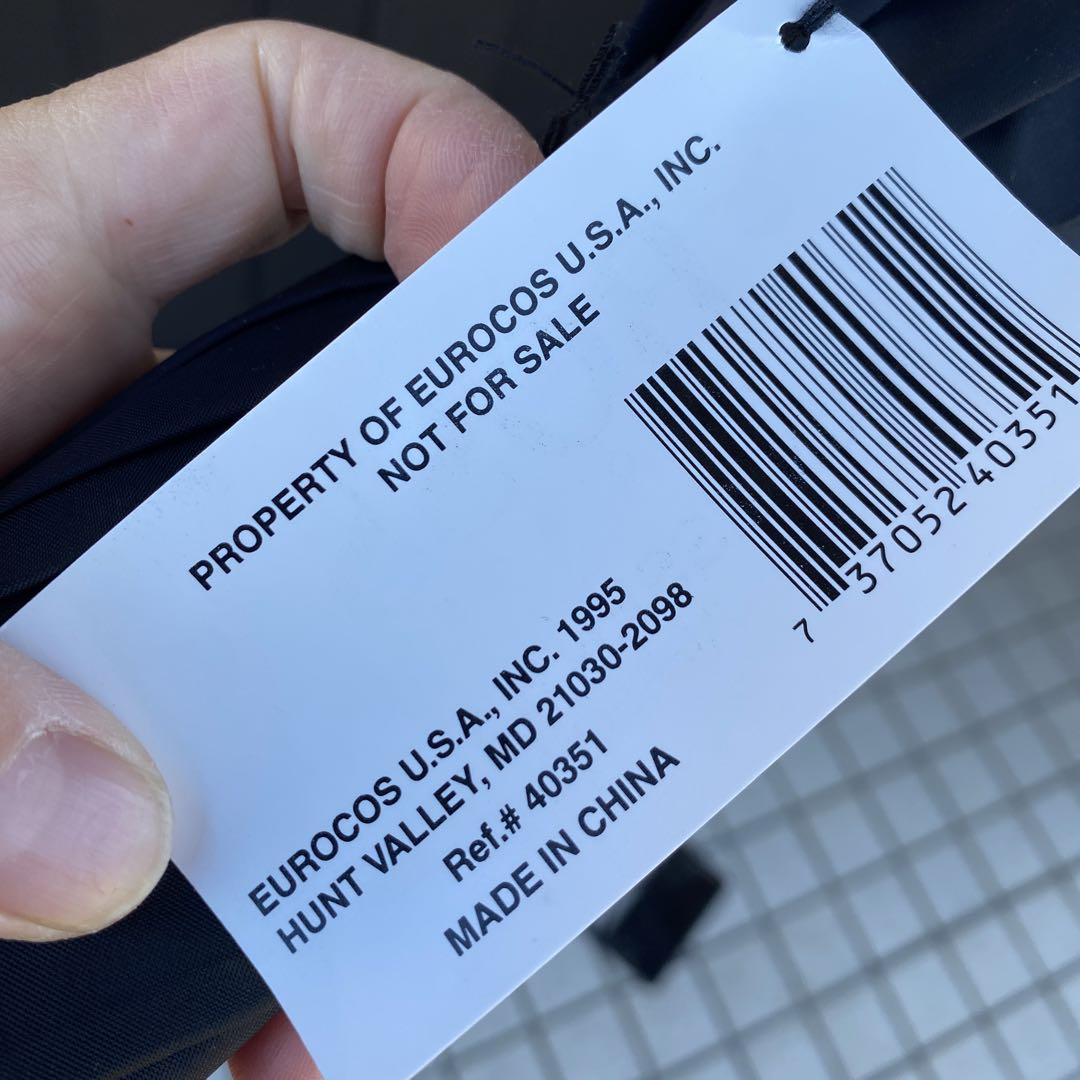 PROPERTY OF EUROCOS U.S.A., INC.
NOT FOR SALE
7 37052 40351
EUROCOS U.S.A., INC. 1995
HUNT VALLEY, MD 21030-2098
Ref.# 40351
MADE IN CHINA